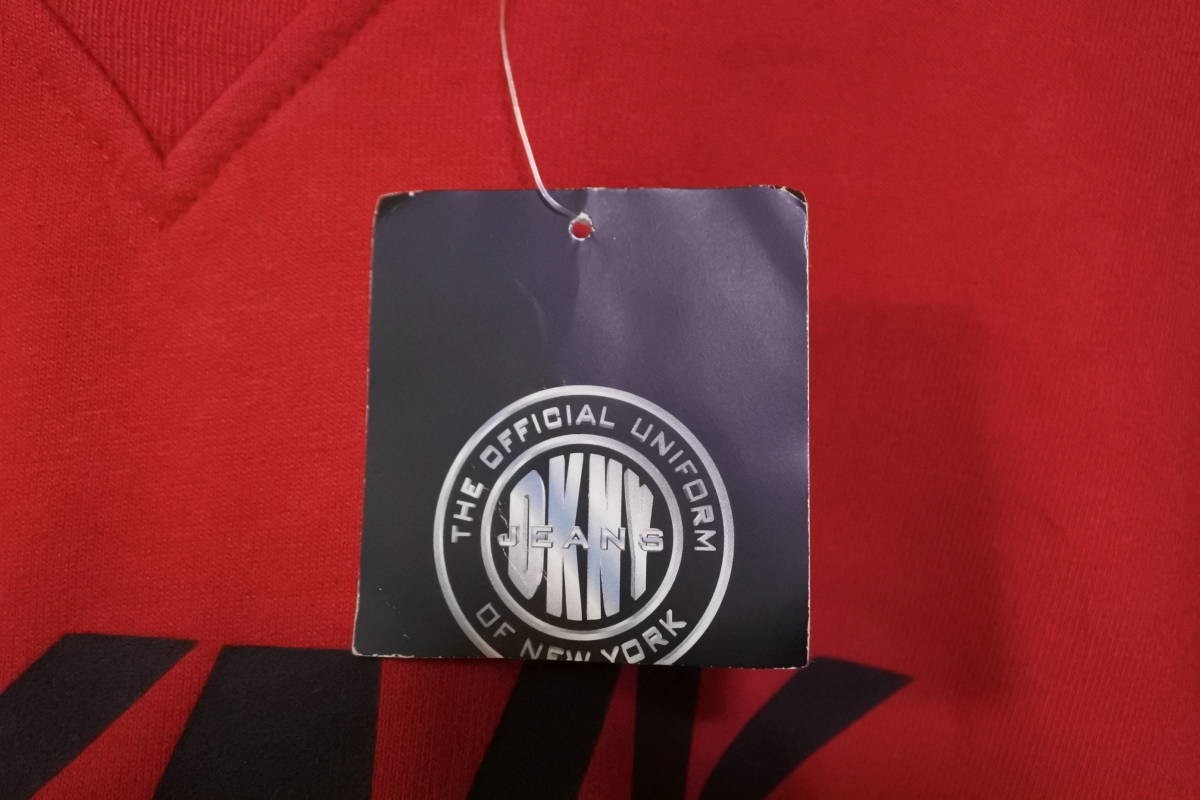 THE OFFICIAL UNIFORM
DKNY
JEANS
OF NEW YORK